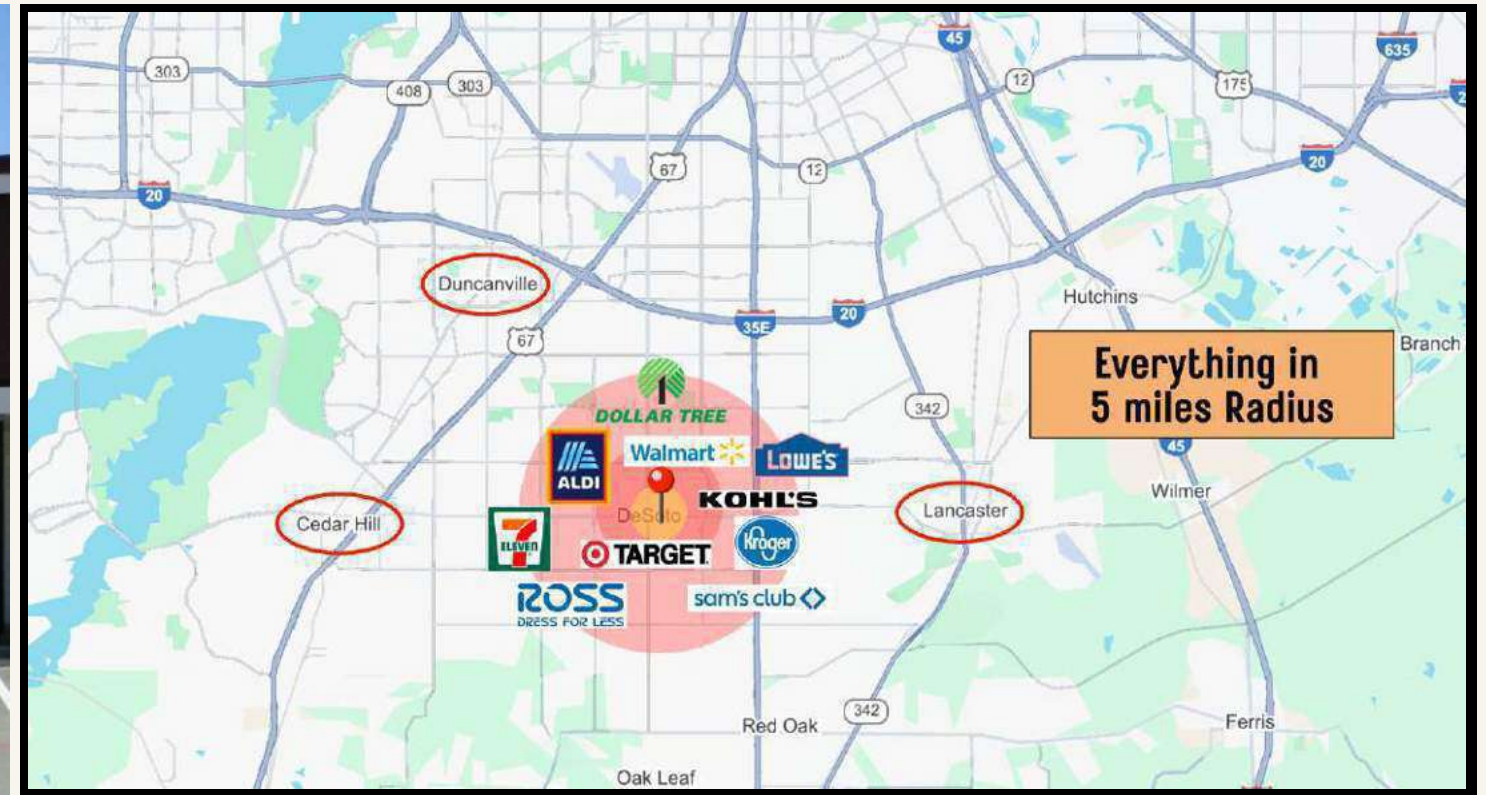 45
635
303
408
303
12
175
2
67
12
20
20
Duncanville
Hutchins
67
35E
20
Everything in
5 miles Radius
Branch
DOLLAR TREE
342
Walmart
LOWE'S
ALDI
45
KOHL'S
Wilmer
Cedar Hill
DeSoto
Lancaster
7
ELEVEN
TARGET
Kroger
ROSS
DRESS FOR LESS
sam's club
342
Red Oak
Ferris
Oak Leaf